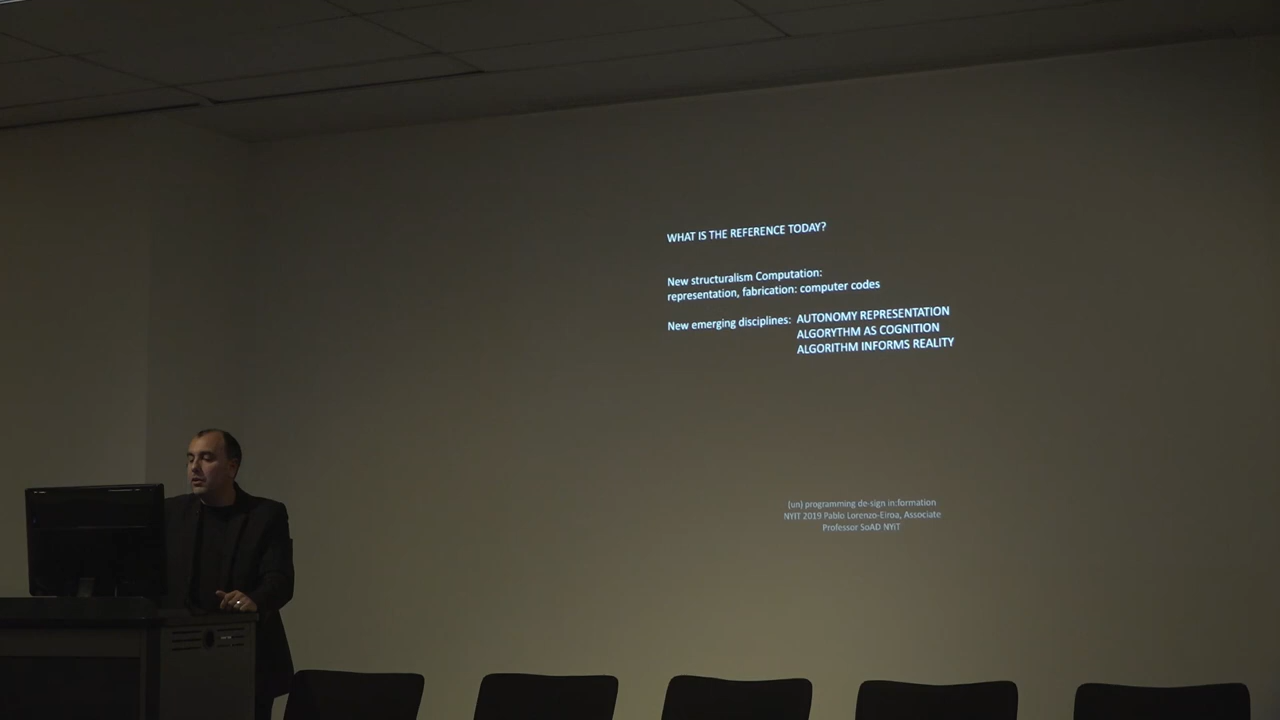 WHAT IS THE REFERENCE TODAY?
New structuralism Computation:
representation, fabrication: computer codes
New emerging disciplines: AUTONOMY REPRESENTATION
ALGORYTHM AS COGNITION
ALGORITHM INFORMS REALITY
(un) programming de-sign in:formation
NYIT 2019 Pablo Lorenzo-Eiroa, Associate
Professor SoAD NYiT